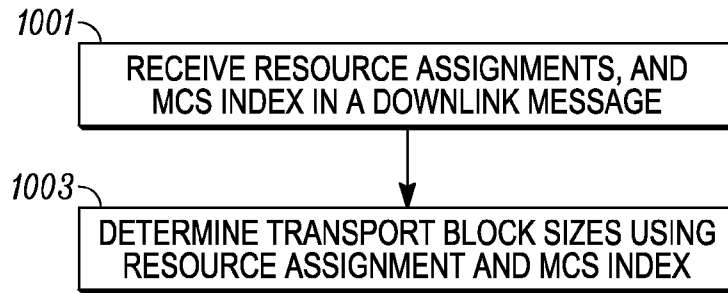 1001
RECEIVE RESOURCE ASSIGNMENTS, AND
MCS INDEX IN A DOWNLINK MESSAGE
1003
DETERMINE TRANSPORT BLOCK SIZES USING
RESOURCE ASSIGNMENT AND MCS INDEX